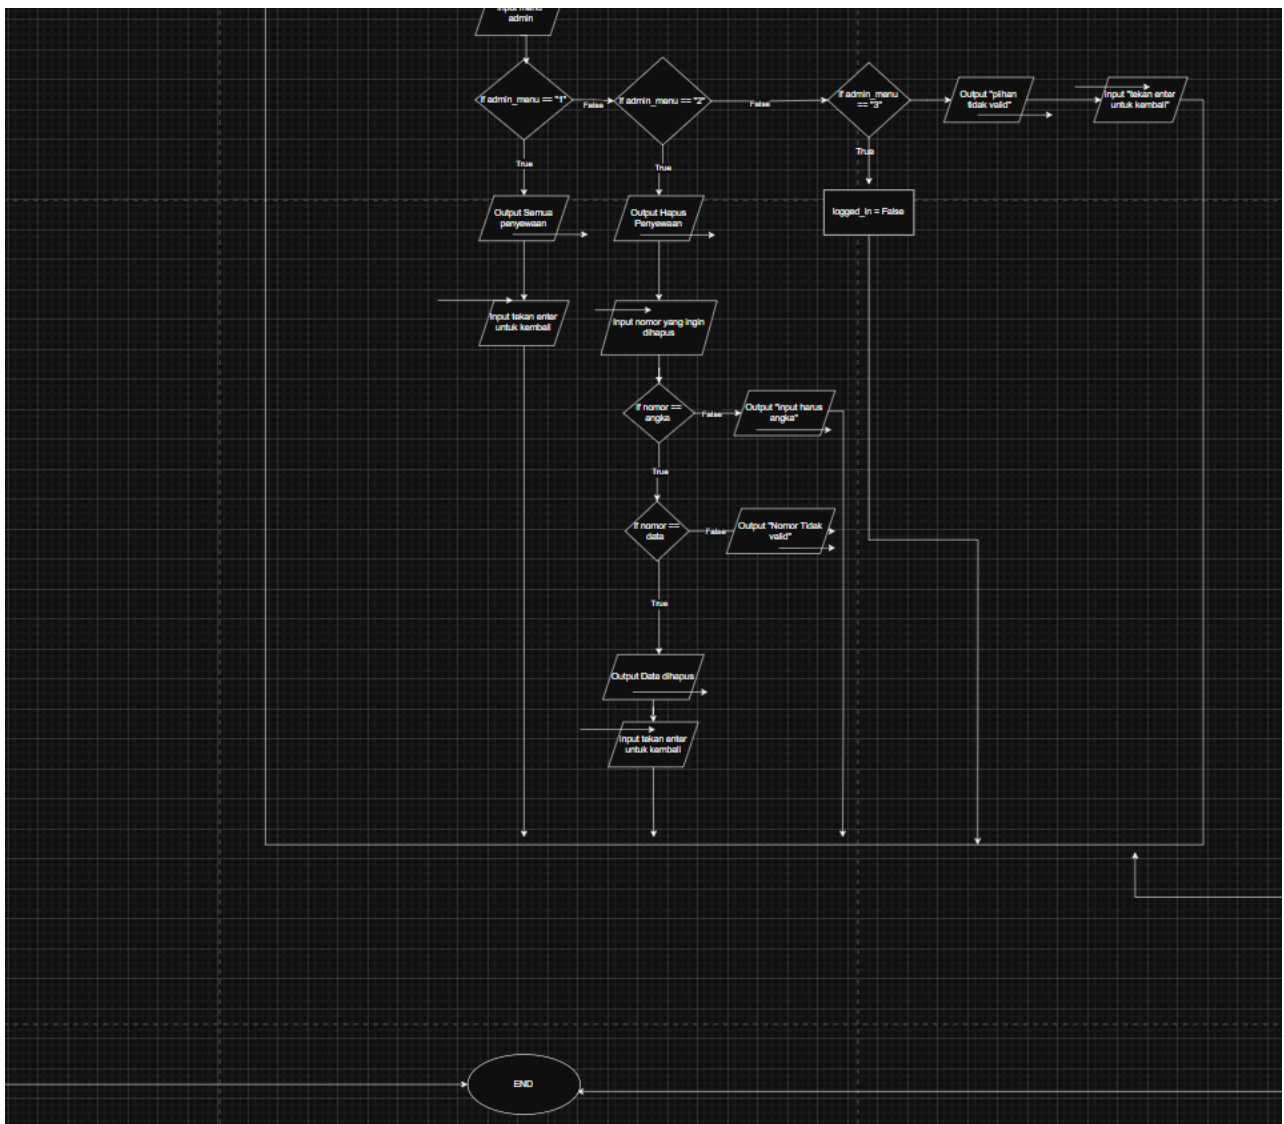 Input menu
admin
If admin_menu == "1"
False
If admin_menu == "2"
False
If admin_menu
== "3"
Output "pilihan
tidak valid"
Input "tekan enter
untuk kembali"
True
True
True
Output Semua
penyewaan
Output Hapus
Penyewaan
logged_in = False
Input tekan enter
untuk kembali
Input nomor yang ingin
dihapus
If nomor ==
angka
False
Output "input harus
angka"
True
If nomor ==
data
False
Output "Nomor Tidak
valid"
True
Output Data dihapus
Input tekan enter
untuk kembali
END